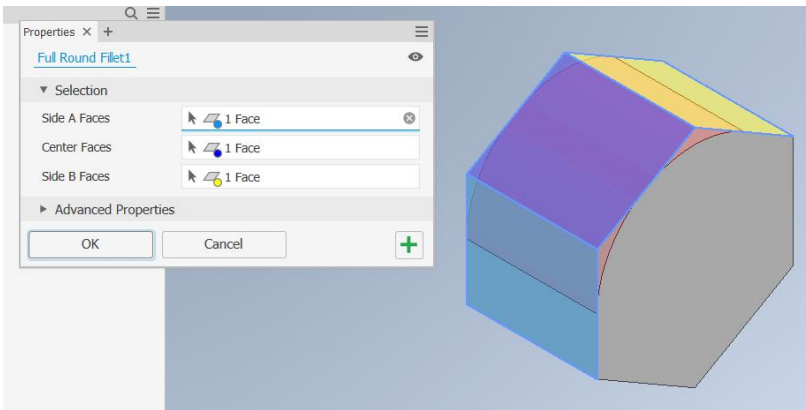 Properties × +
Full Round Fillet1
Selection
Side A Faces 1 Face
Center Faces 1 Face
Side B Faces 1 Face
Advanced Properties
OK Cancel +